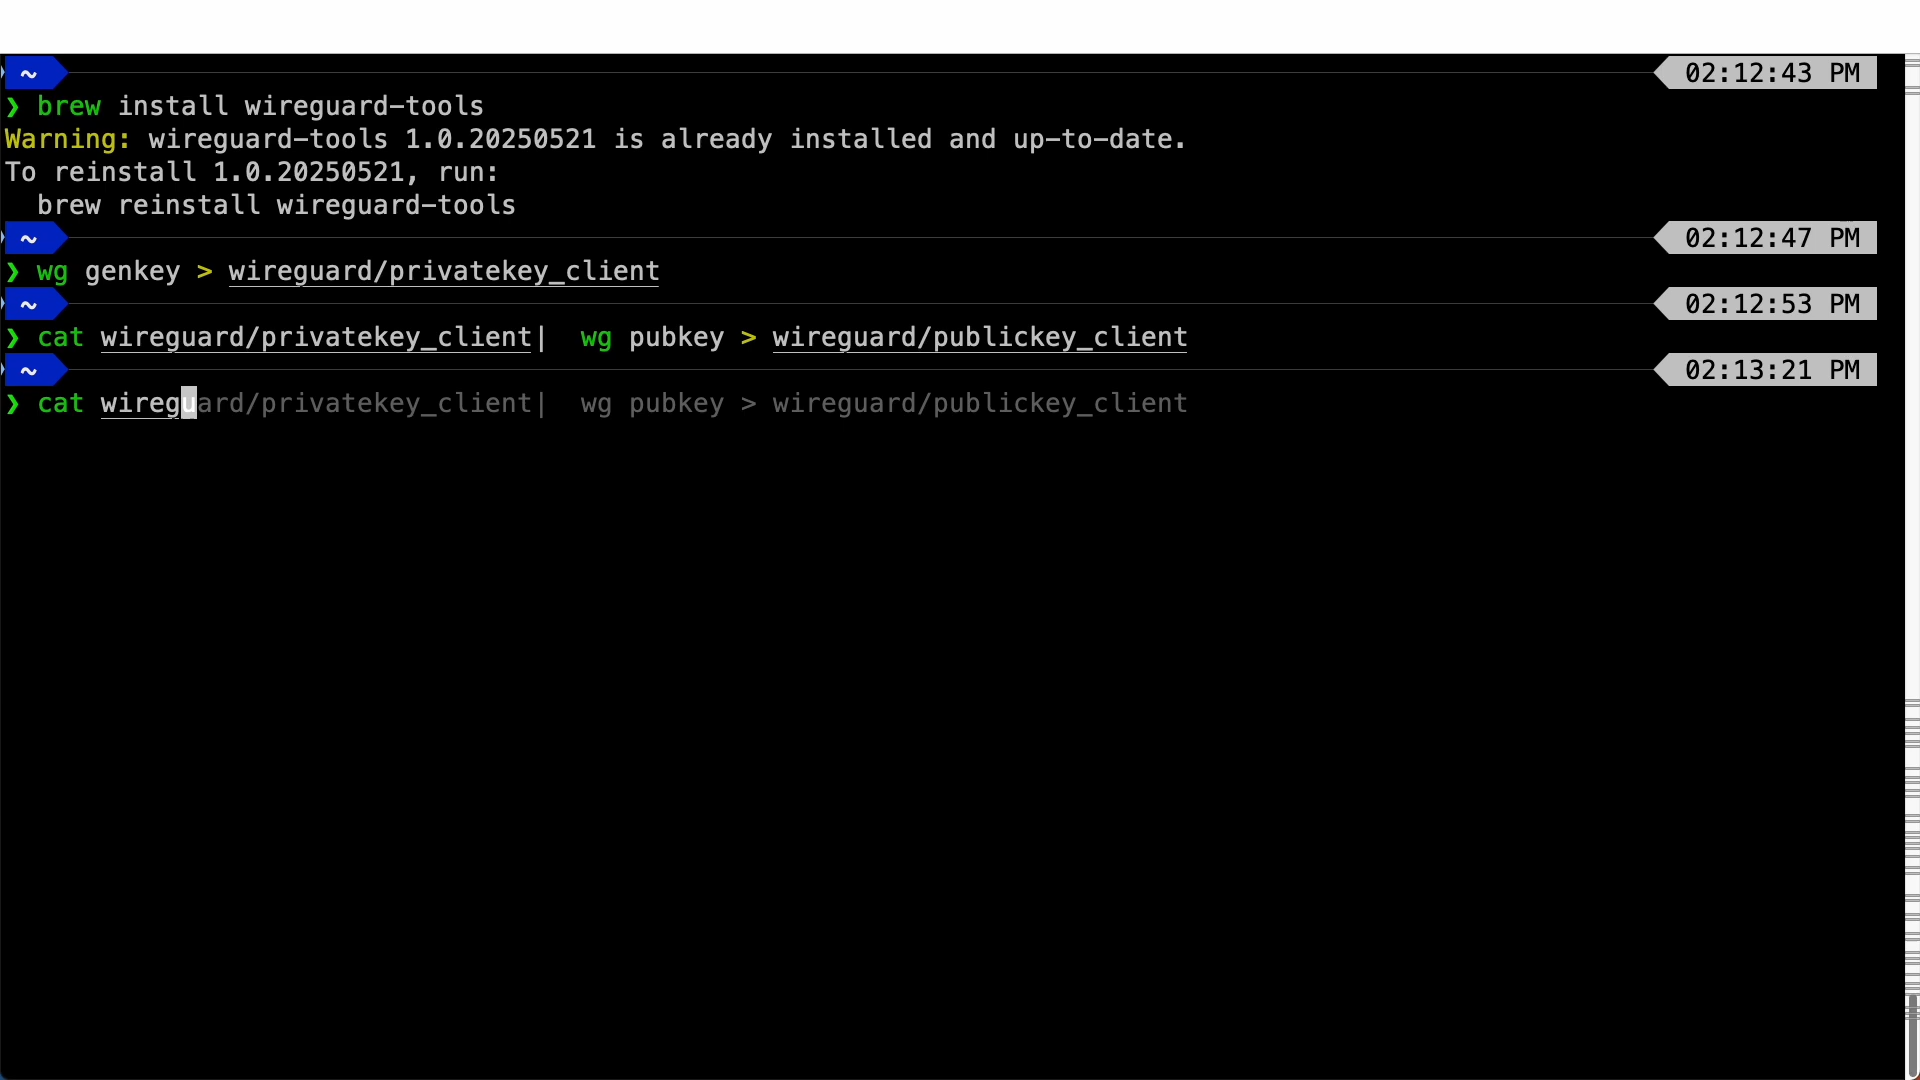 ~ 02:12:43 PM
❯ brew install wireguard-tools
Warning: wireguard-tools 1.0.20250521 is already installed and up-to-date.
To reinstall 1.0.20250521, run:
  brew reinstall wireguard-tools
~ 02:12:47 PM
❯ wg genkey > wireguard/privatekey_client
~ 02:12:53 PM
❯ cat wireguard/privatekey_client|  wg pubkey > wireguard/publickey_client
~ 02:13:21 PM
❯ cat wireguard/privatekey_client|  wg pubkey > wireguard/publickey_client